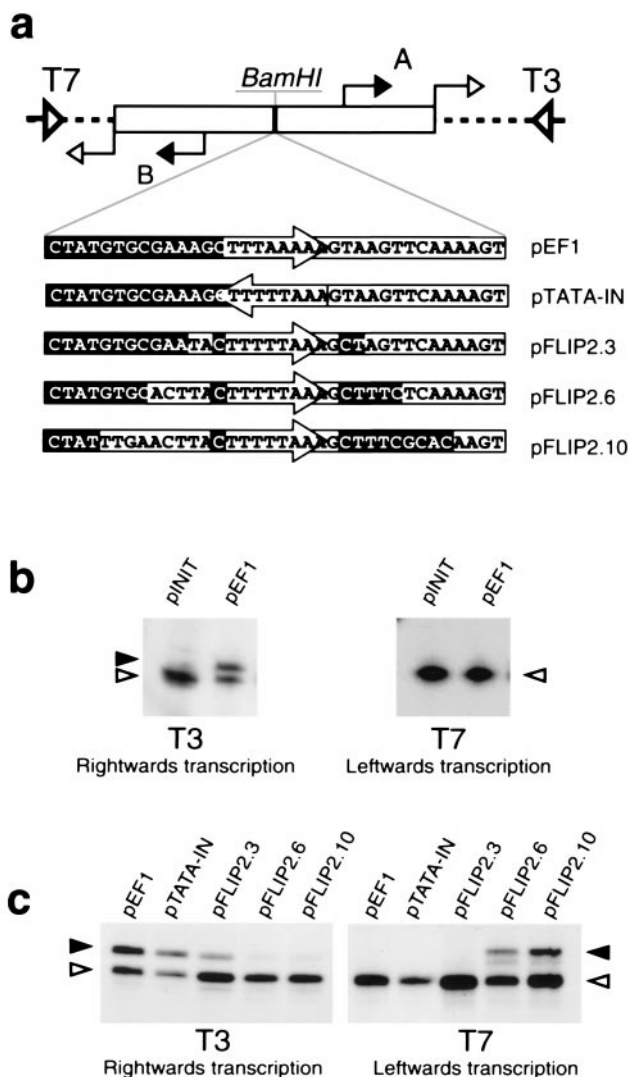 a
T7
BamHI
A
T3
B
CTATGTGCGAAAGCTTTAAAAAGTAAGTTCAAAAGT pEF1
CTATGTGCGAAAGCTTTTTAAAGTAAGTTCAAAAGT pTATA-IN
CTATGTGCGAATACTTTTTAAAGCTAGTTCAAAAGT pFLIP2.3
CTATGTGCACTTACTTTTTAAAGCTTTCTCAAAAGT pFLIP2.6
CTATTTGAACTTACTTTTTAAAGCTTTCGCACAAGT pFLIP2.10
b
pINIT pEF1
T3
Rightwards transcription
pINIT pEF1
T7
Leftwards transcription
c
pEF1 pTATA-IN pFLIP2.3 pFLIP2.6 pFLIP2.10
T3
Rightwards transcription
pEF1 pTATA-IN pFLIP2.3 pFLIP2.6 pFLIP2.10
T7
Leftwards transcription